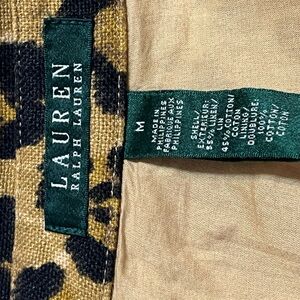 LAUREN
RALPH LAUREN
M
MADE IN
PHILIPPINES
FABRIQUE AUX
PHILIPPINES
SHELL/
EXTERIEUR:
55% LINEN/
LIN
45% COTTON/
COTON
LINING/
DOUBLURE:
100%
COTTON/
COTON